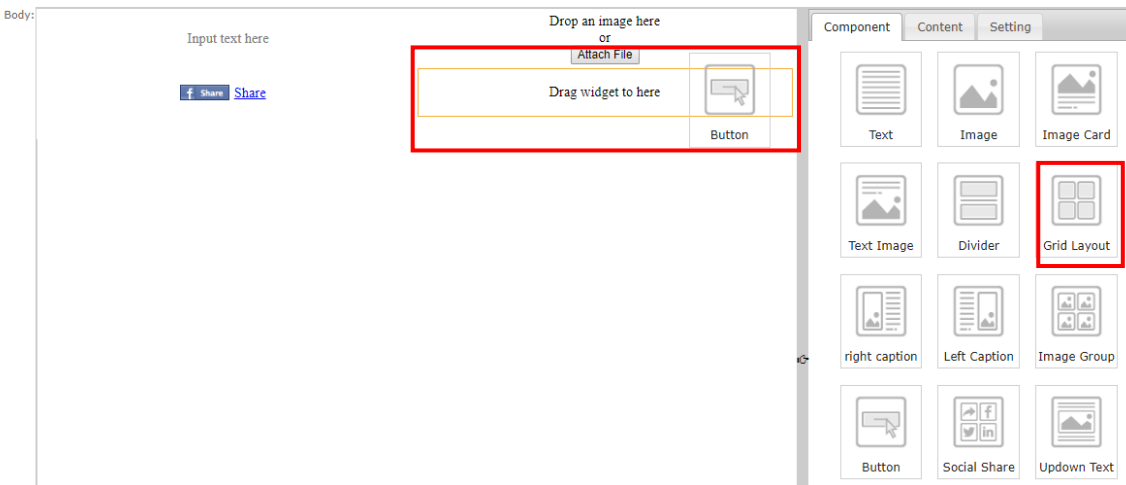 Body:
Input text here
f Share Share
Drop an image here
or
Attach File
Drag widget to here
Button
Component Content Setting
Text Image Image Card
Text Image Divider Grid Layout
right caption Left Caption Image Group
Button Social Share Updown Text